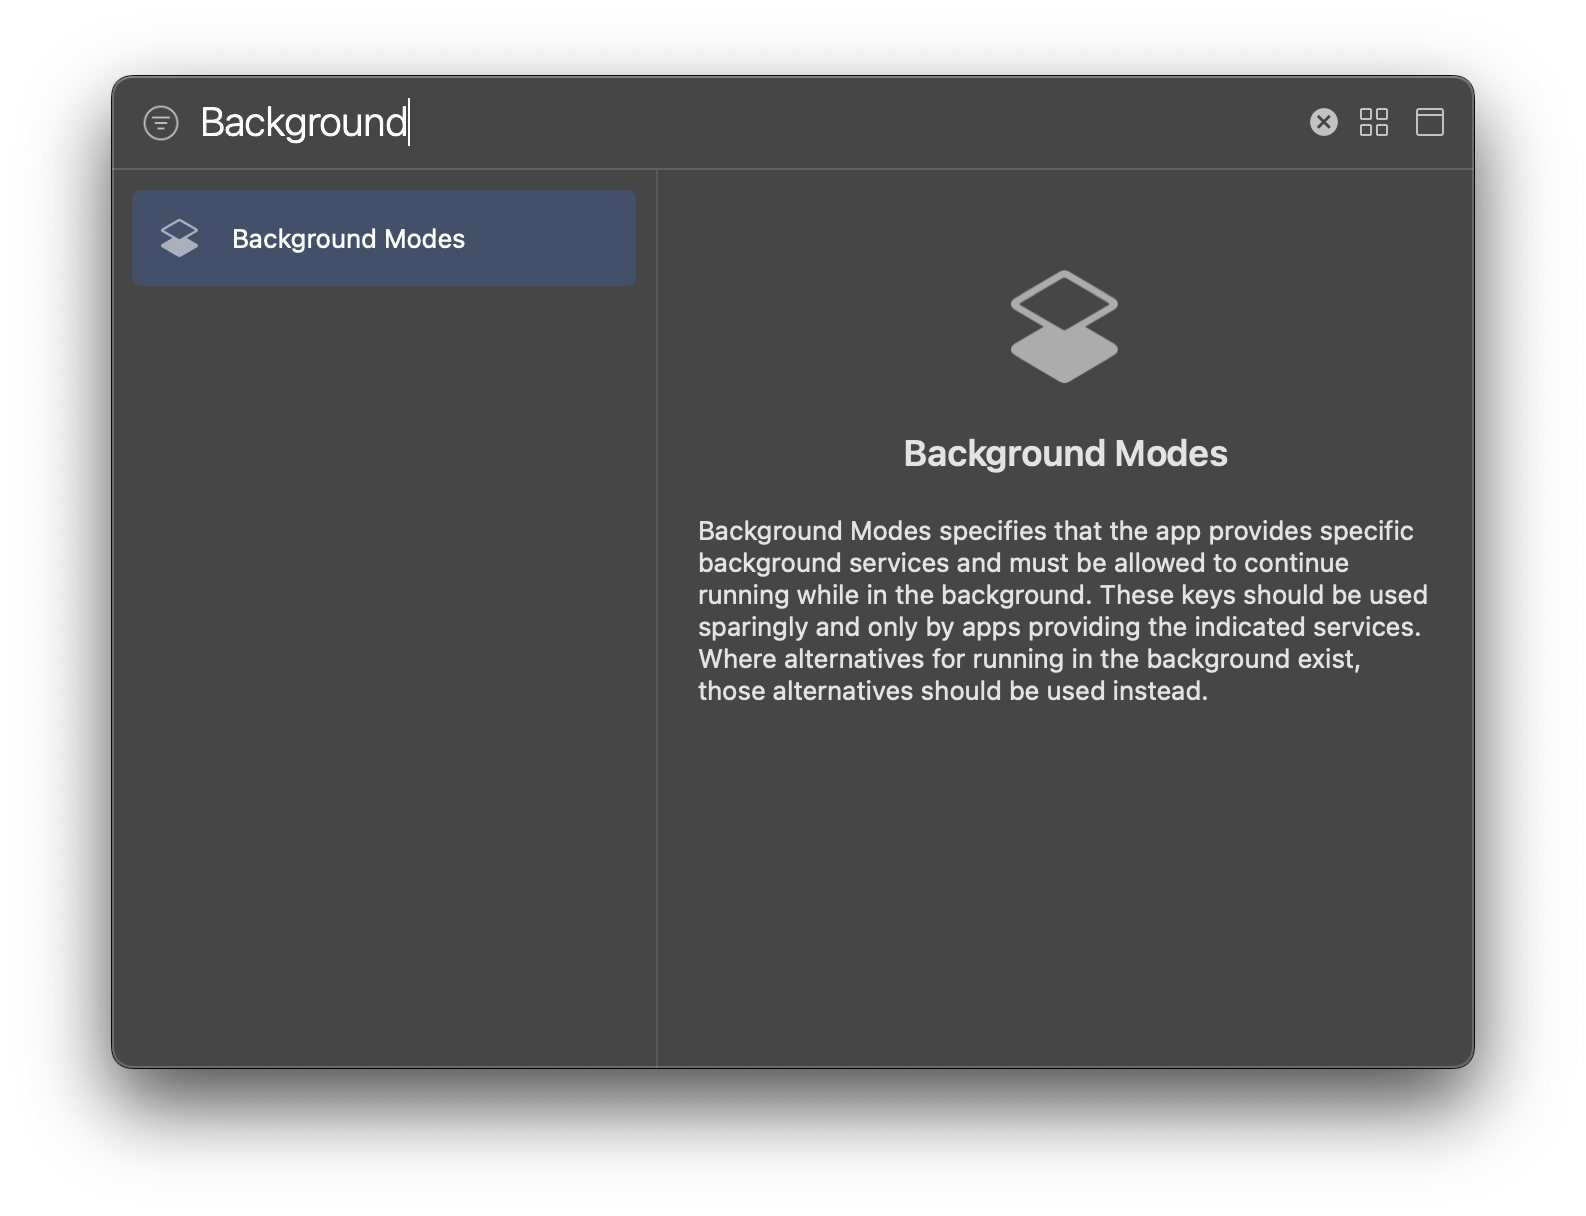 Background
Background Modes
Background Modes
Background Modes specifies that the app provides specific
background services and must be allowed to continue
running while in the background. These keys should be used
sparingly and only by apps providing the indicated services.
Where alternatives for running in the background exist,
those alternatives should be used instead.